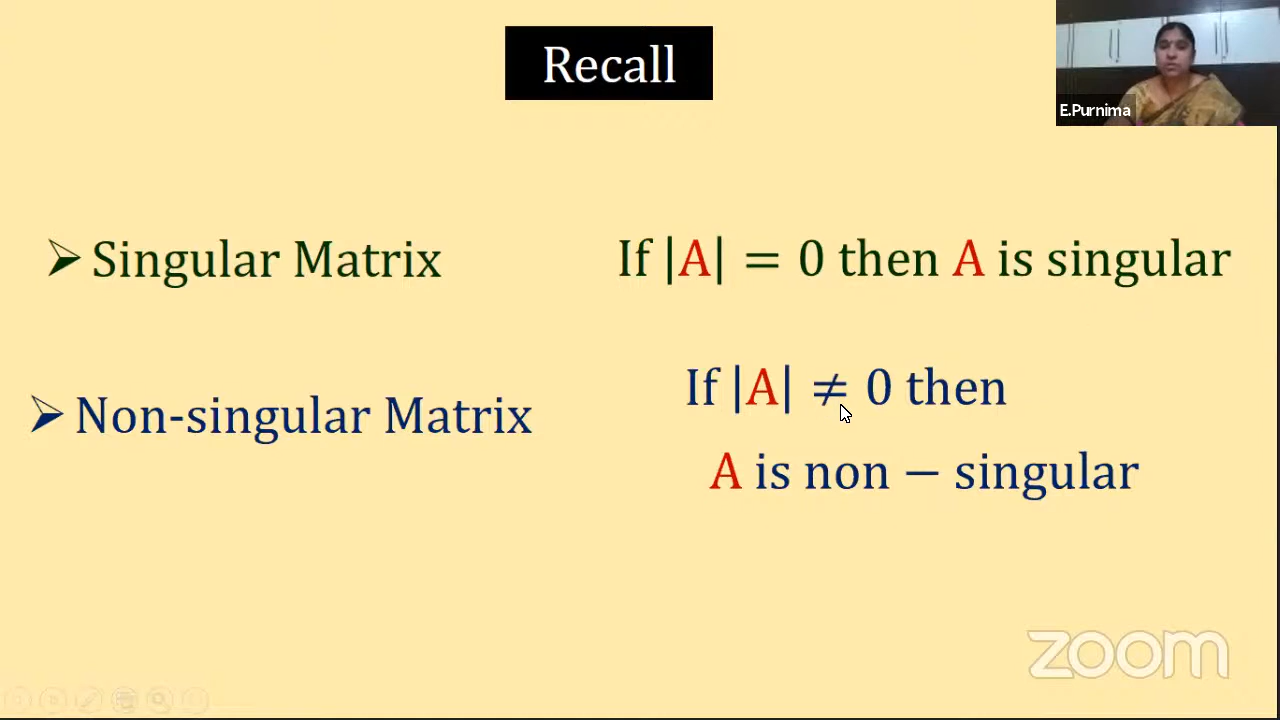 Recall
E.Purnima
Singular Matrix
If |A| = 0 then A is singular
Non-singular Matrix
If |A| ≠ 0 then
A is non − singular
zoom